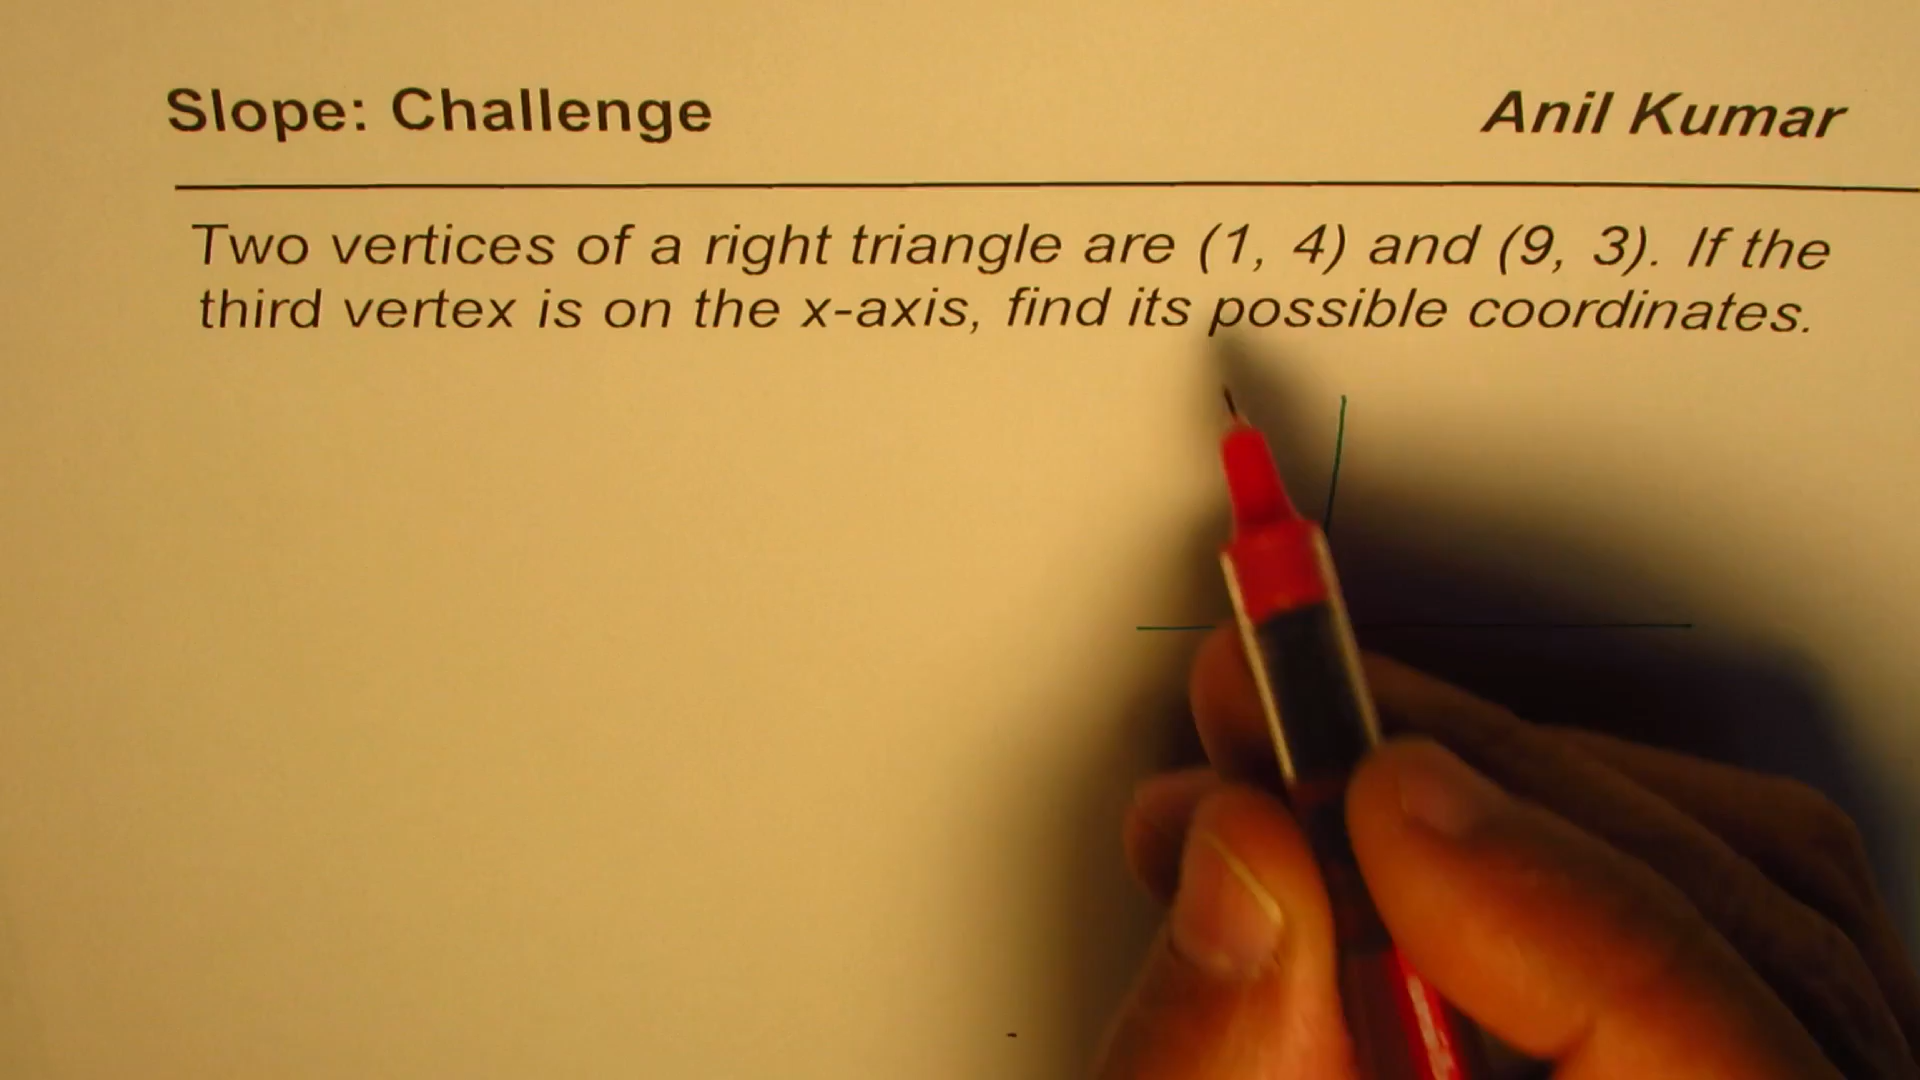 Slope: Challenge
Anil Kumar
Two vertices of a right triangle are (1, 4) and (9, 3). If the
third vertex is on the x-axis, find its possible coordinates.